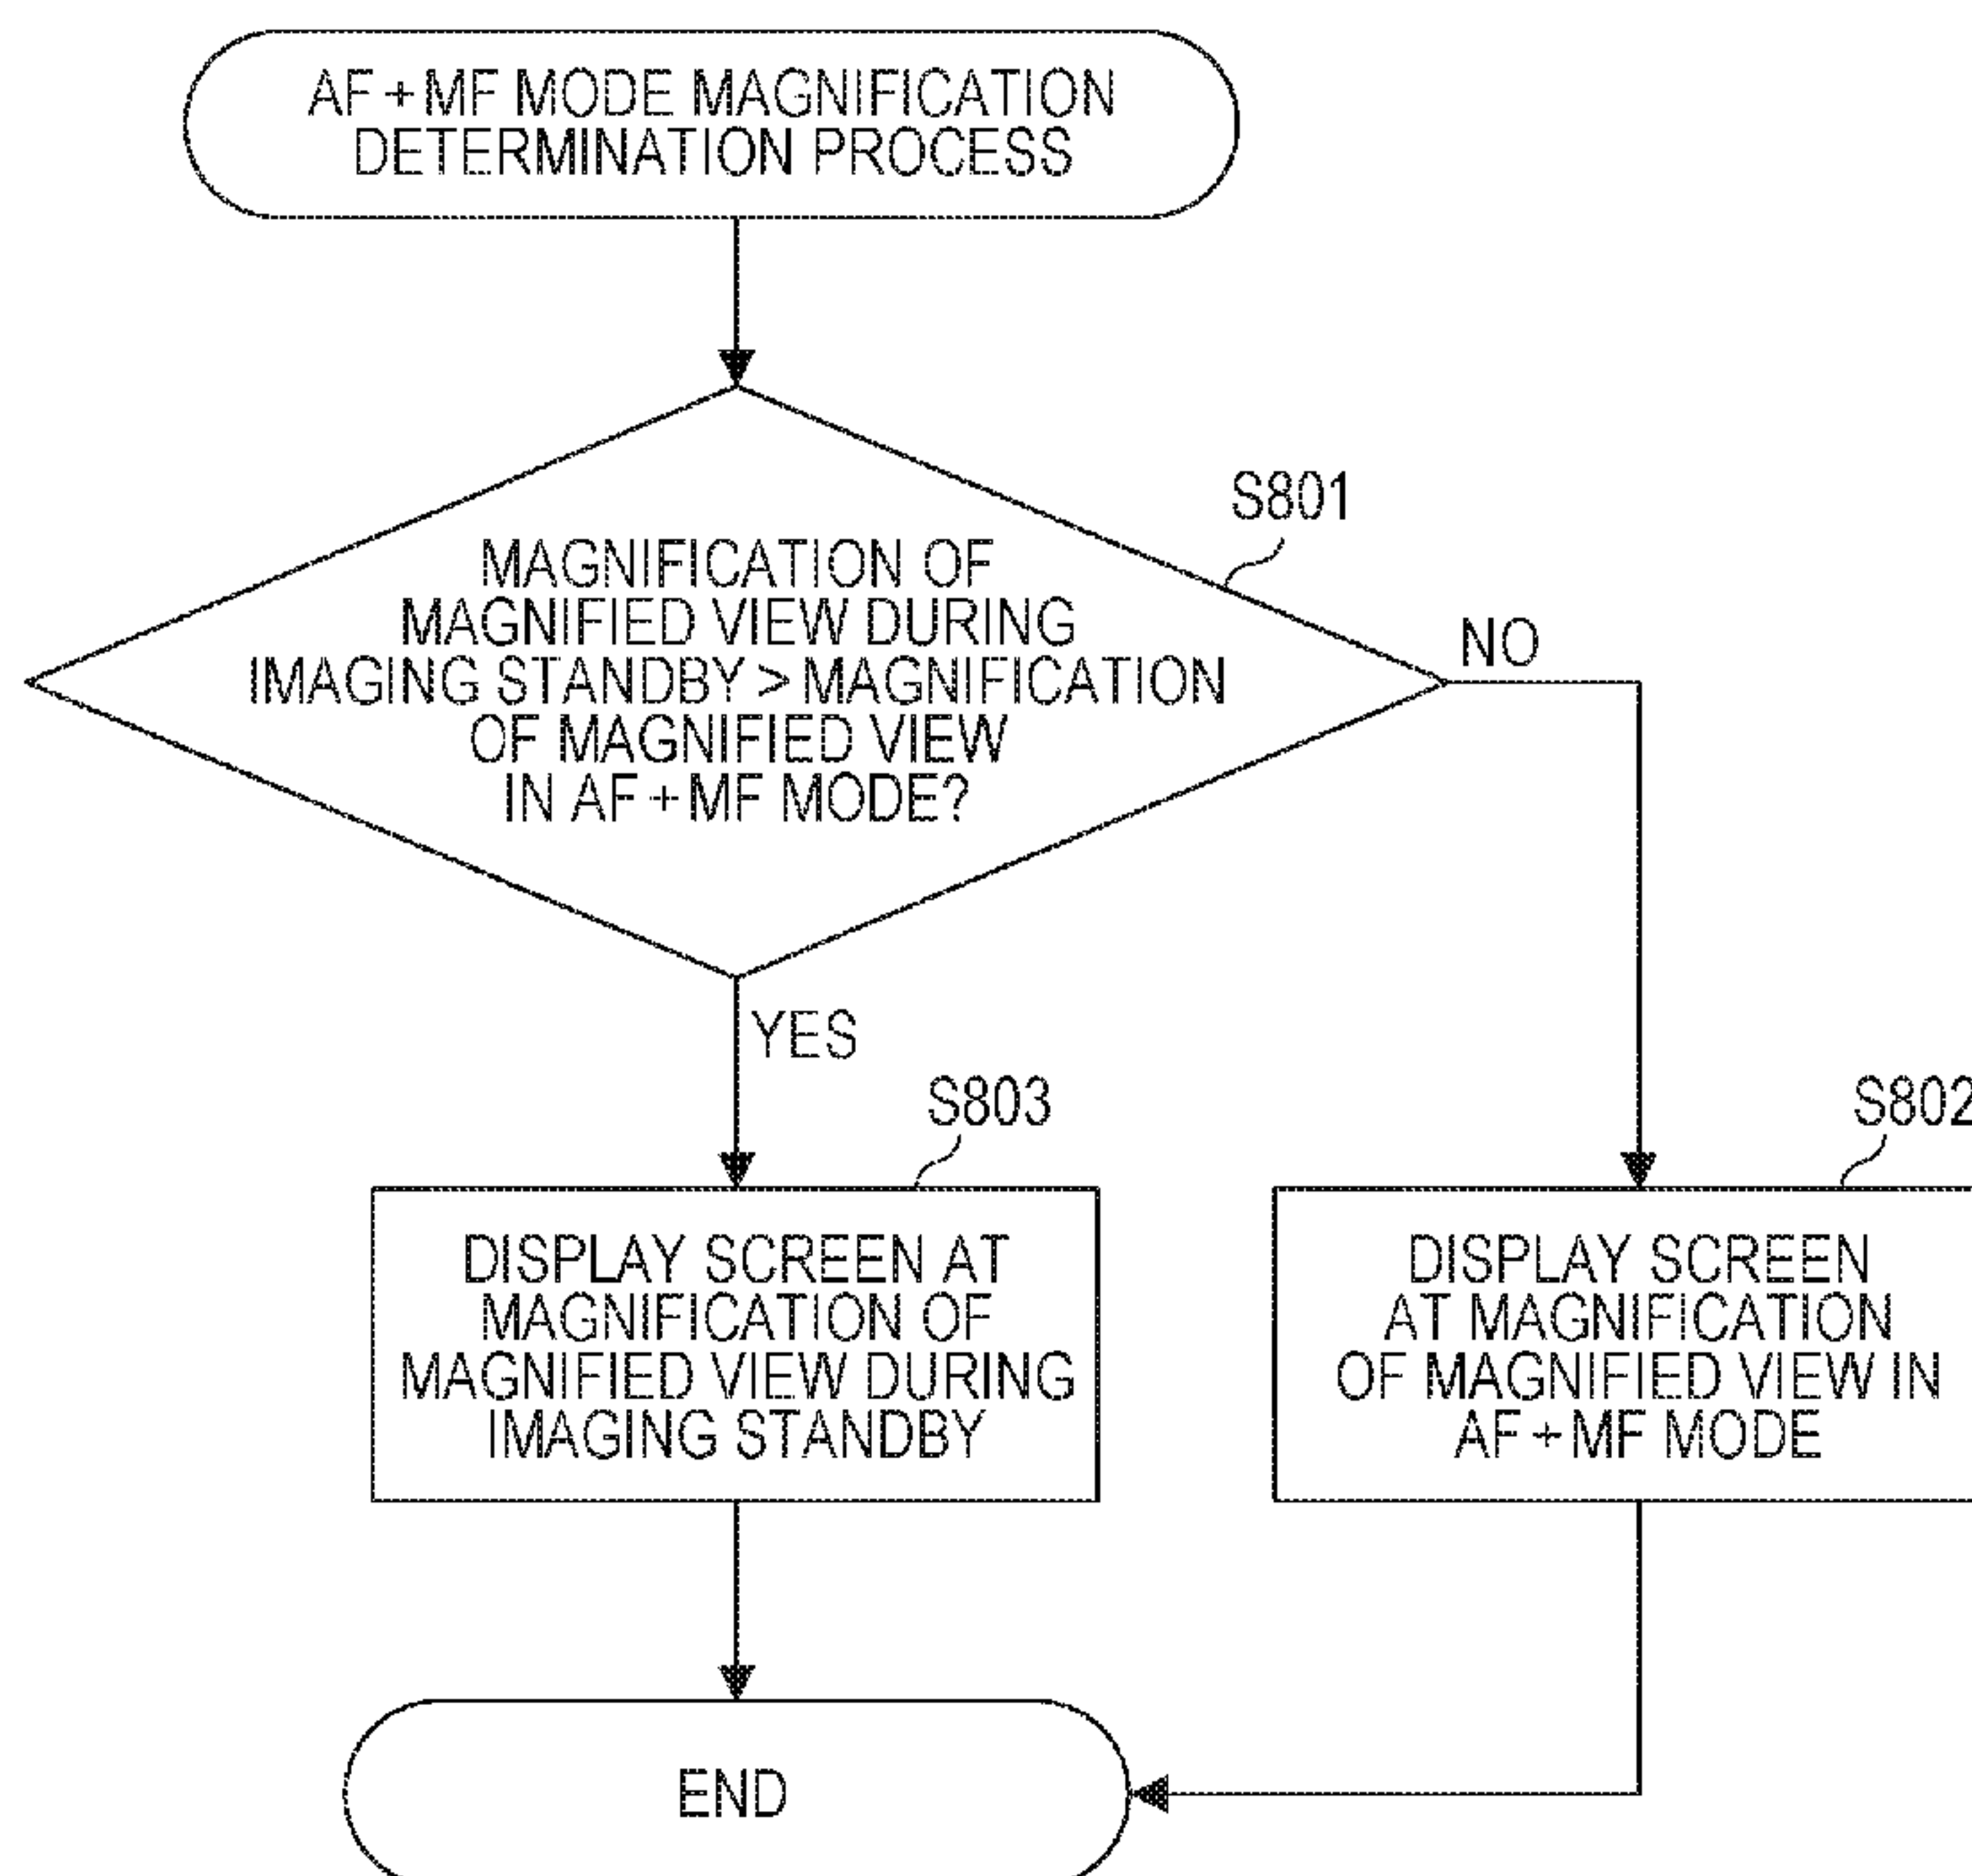 AF + MF MODE MAGNIFICATION
DETERMINATION PROCESS
S801
MAGNIFICATION OF
MAGNIFIED VIEW DURING
IMAGING STANDBY > MAGNIFICATION
OF MAGNIFIED VIEW
IN AF + MF MODE?
NO
YES
S803
DISPLAY SCREEN AT
MAGNIFICATION OF
MAGNIFIED VIEW DURING
IMAGING STANDBY
S802
DISPLAY SCREEN
AT MAGNIFICATION
OF MAGNIFIED VIEW IN
AF + MF MODE
END